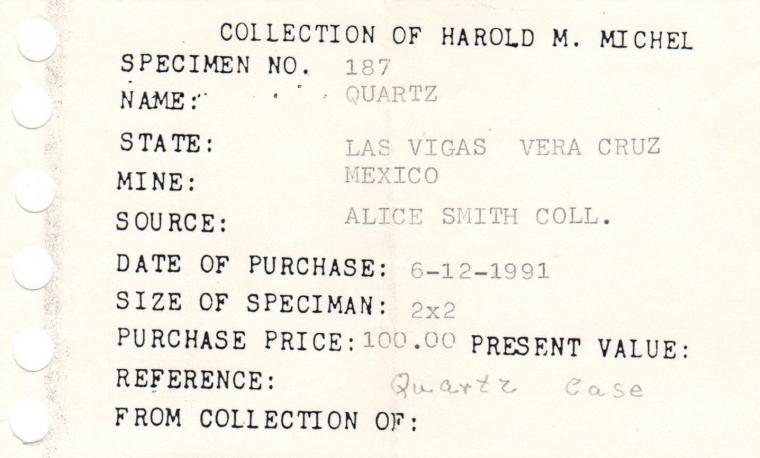 COLLECTION OF HAROLD M. MICHEL
SPECIMEN NO. 187
NAME: QUARTZ
STATE: LAS VIGAS VERA CRUZ
MINE: MEXICO
SOURCE: ALICE SMITH COLL.
DATE OF PURCHASE: 6-12-1991
SIZE OF SPECIMAN: 2x2
PURCHASE PRICE: 100.00 PRESENT VALUE:
REFERENCE: Quartz Case
FROM COLLECTION OF: